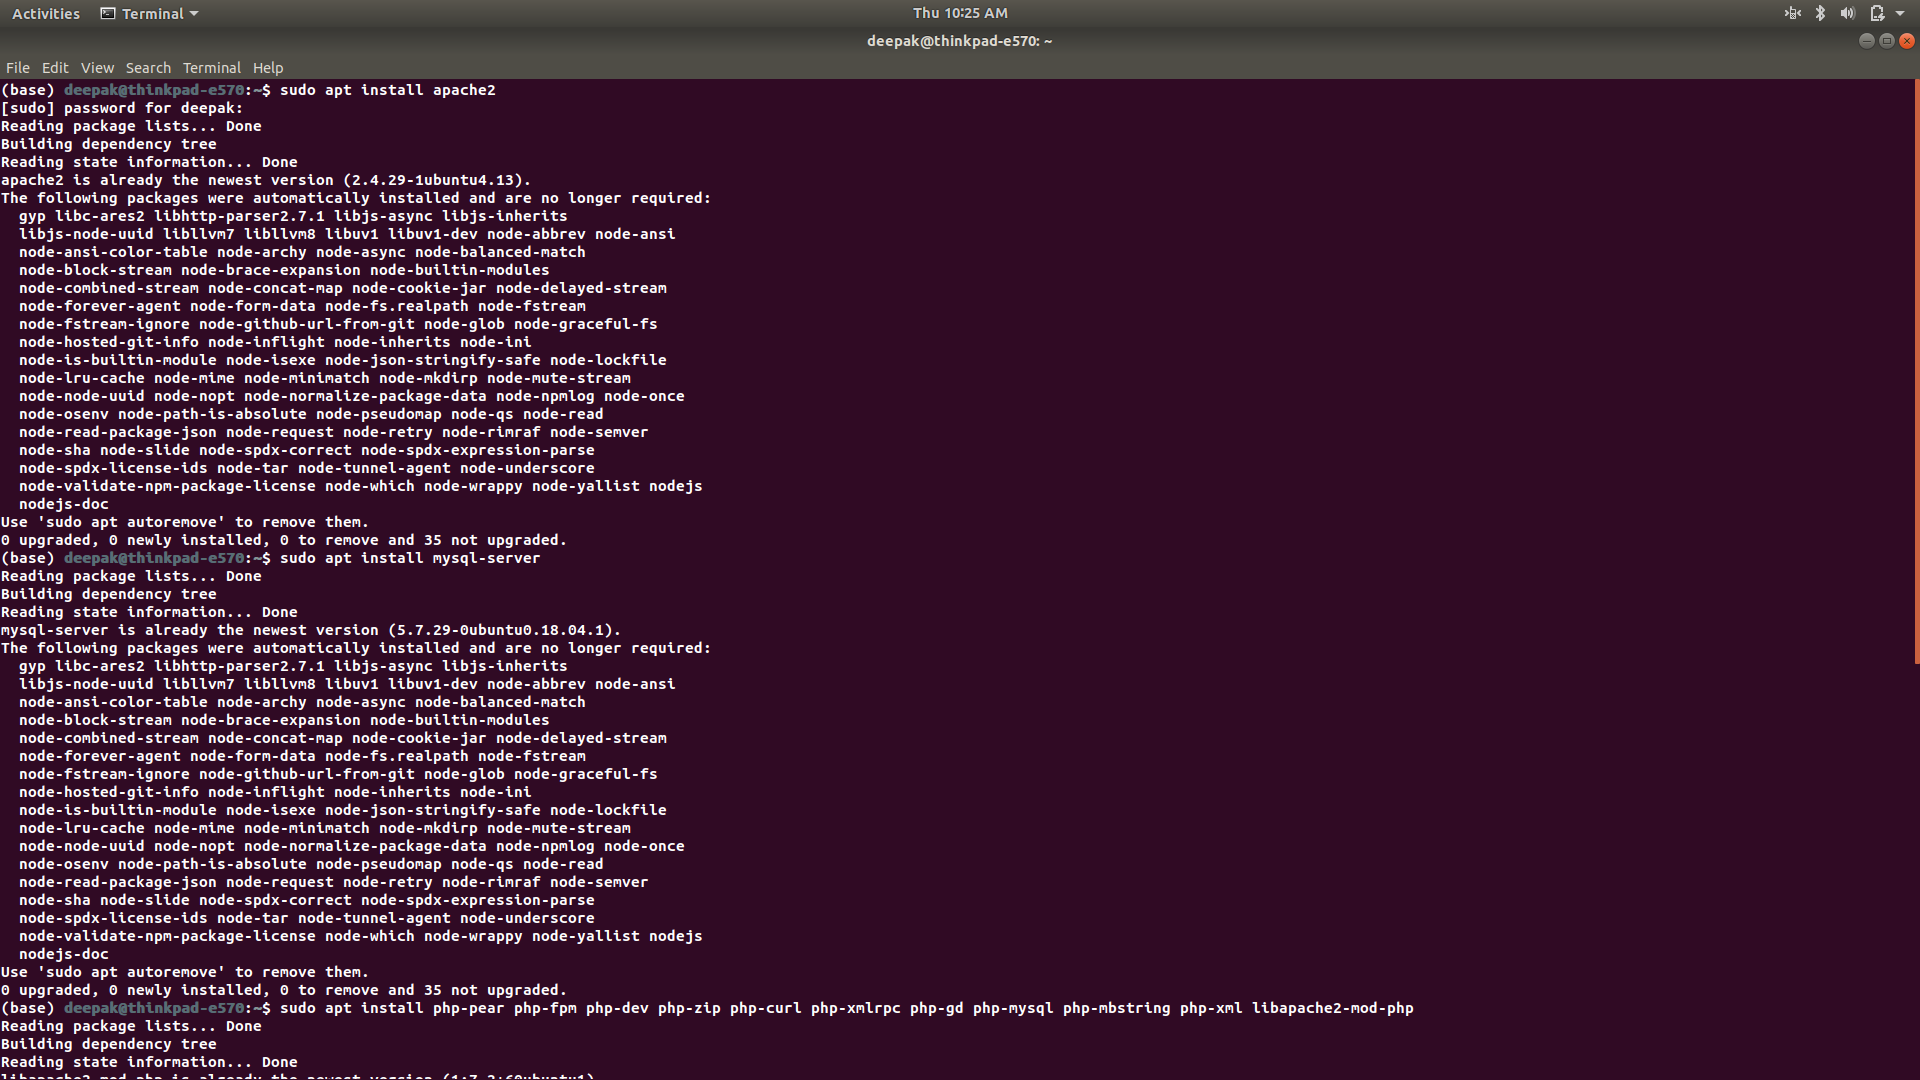 Activities Terminal Thu 10:25 AM
deepak@thinkpad-e570: ~
File Edit View Search Terminal Help
(base) deepak@thinkpad-e570:~$ sudo apt install apache2
[sudo] password for deepak:
Reading package lists... Done
Building dependency tree
Reading state information... Done
apache2 is already the newest version (2.4.29-1ubuntu4.13).
The following packages were automatically installed and are no longer required:
  gyp libc-ares2 libhttp-parser2.7.1 libjs-async libjs-inherits
  libjs-node-uuid libllvm7 libllvm8 libuv1 libuv1-dev node-abbrev node-ansi
  node-ansi-color-table node-archy node-async node-balanced-match
  node-block-stream node-brace-expansion node-builtin-modules
  node-combined-stream node-concat-map node-cookie-jar node-delayed-stream
  node-forever-agent node-form-data node-fs.realpath node-fstream
  node-fstream-ignore node-github-url-from-git node-glob node-graceful-fs
  node-hosted-git-info node-inflight node-inherits node-ini
  node-is-builtin-module node-isexe node-json-stringify-safe node-lockfile
  node-lru-cache node-mime node-minimatch node-mkdirp node-mute-stream
  node-node-uuid node-nopt node-normalize-package-data node-npmlog node-once
  node-osenv node-path-is-absolute node-pseudomap node-qs node-read
  node-read-package-json node-request node-retry node-rimraf node-semver
  node-sha node-slide node-spdx-correct node-spdx-expression-parse
  node-spdx-license-ids node-tar node-tunnel-agent node-underscore
  node-validate-npm-package-license node-which node-wrappy node-yallist nodejs
  nodejs-doc
Use 'sudo apt autoremove' to remove them.
0 upgraded, 0 newly installed, 0 to remove and 35 not upgraded.
(base) deepak@thinkpad-e570:~$ sudo apt install mysql-server
Reading package lists... Done
Building dependency tree
Reading state information... Done
mysql-server is already the newest version (5.7.29-0ubuntu0.18.04.1).
The following packages were automatically installed and are no longer required:
  gyp libc-ares2 libhttp-parser2.7.1 libjs-async libjs-inherits
  libjs-node-uuid libllvm7 libllvm8 libuv1 libuv1-dev node-abbrev node-ansi
  node-ansi-color-table node-archy node-async node-balanced-match
  node-block-stream node-brace-expansion node-builtin-modules
  node-combined-stream node-concat-map node-cookie-jar node-delayed-stream
  node-forever-agent node-form-data node-fs.realpath node-fstream
  node-fstream-ignore node-github-url-from-git node-glob node-graceful-fs
  node-hosted-git-info node-inflight node-inherits node-ini
  node-is-builtin-module node-isexe node-json-stringify-safe node-lockfile
  node-lru-cache node-mime node-minimatch node-mkdirp node-mute-stream
  node-node-uuid node-nopt node-normalize-package-data node-npmlog node-once
  node-osenv node-path-is-absolute node-pseudomap node-qs node-read
  node-read-package-json node-request node-retry node-rimraf node-semver
  node-sha node-slide node-spdx-correct node-spdx-expression-parse
  node-spdx-license-ids node-tar node-tunnel-agent node-underscore
  node-validate-npm-package-license node-which node-wrappy node-yallist nodejs
  nodejs-doc
Use 'sudo apt autoremove' to remove them.
0 upgraded, 0 newly installed, 0 to remove and 35 not upgraded.
(base) deepak@thinkpad-e570:~$ sudo apt install php-pear php-fpm php-dev php-zip php-curl php-xmlrpc php-gd php-mysql php-mbstring php-xml libapache2-mod-php
Reading package lists... Done
Building dependency tree
Reading state information... Done
libapache2-mod-php is already the newest version (1:7.2+60ubuntu1).